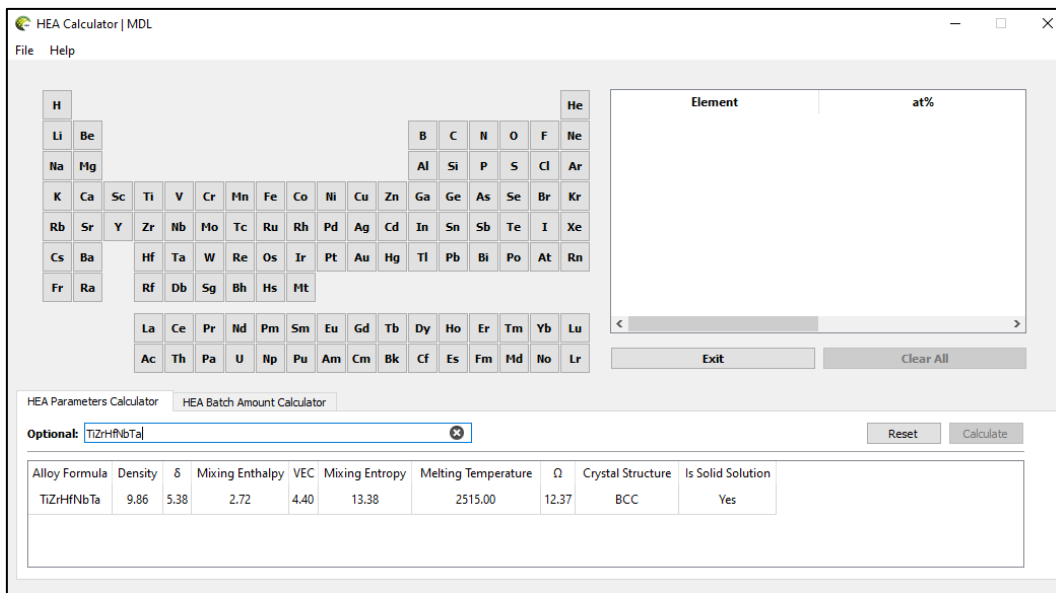 HEA Calculator | MDL
File Help
H He
Li Be B C N O F Ne
Na Mg Al Si P S Cl Ar
K Ca Sc Ti V Cr Mn Fe Co Ni Cu Zn Ga Ge As Se Br Kr
Rb Sr Y Zr Nb Mo Tc Ru Rh Pd Ag Cd In Sn Sb Te I Xe
Cs Ba Hf Ta W Re Os Ir Pt Au Hg Tl Pb Bi Po At Rn
Fr Ra Rf Db Sg Bh Hs Mt
La Ce Pr Nd Pm Sm Eu Gd Tb Dy Ho Er Tm Yb Lu
Ac Th Pa U Np Pu Am Cm Bk Cf Es Fm Md No Lr
Element at%
Exit Clear All
HEA Parameters Calculator HEA Batch Amount Calculator
Optional: TiZrHfNbTa Reset Calculate
Alloy Formula Density δ Mixing Enthalpy VEC Mixing Entropy Melting Temperature Ω Crystal Structure Is Solid Solution
TiZrHfNbTa 9.86 5.38 2.72 4.40 13.38 2515.00 12.37 BCC Yes